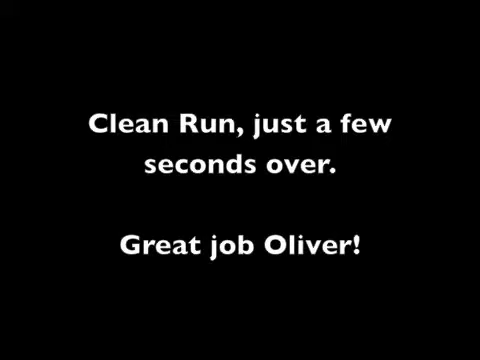 Clean Run, just a few
seconds over.
Great job Oliver!